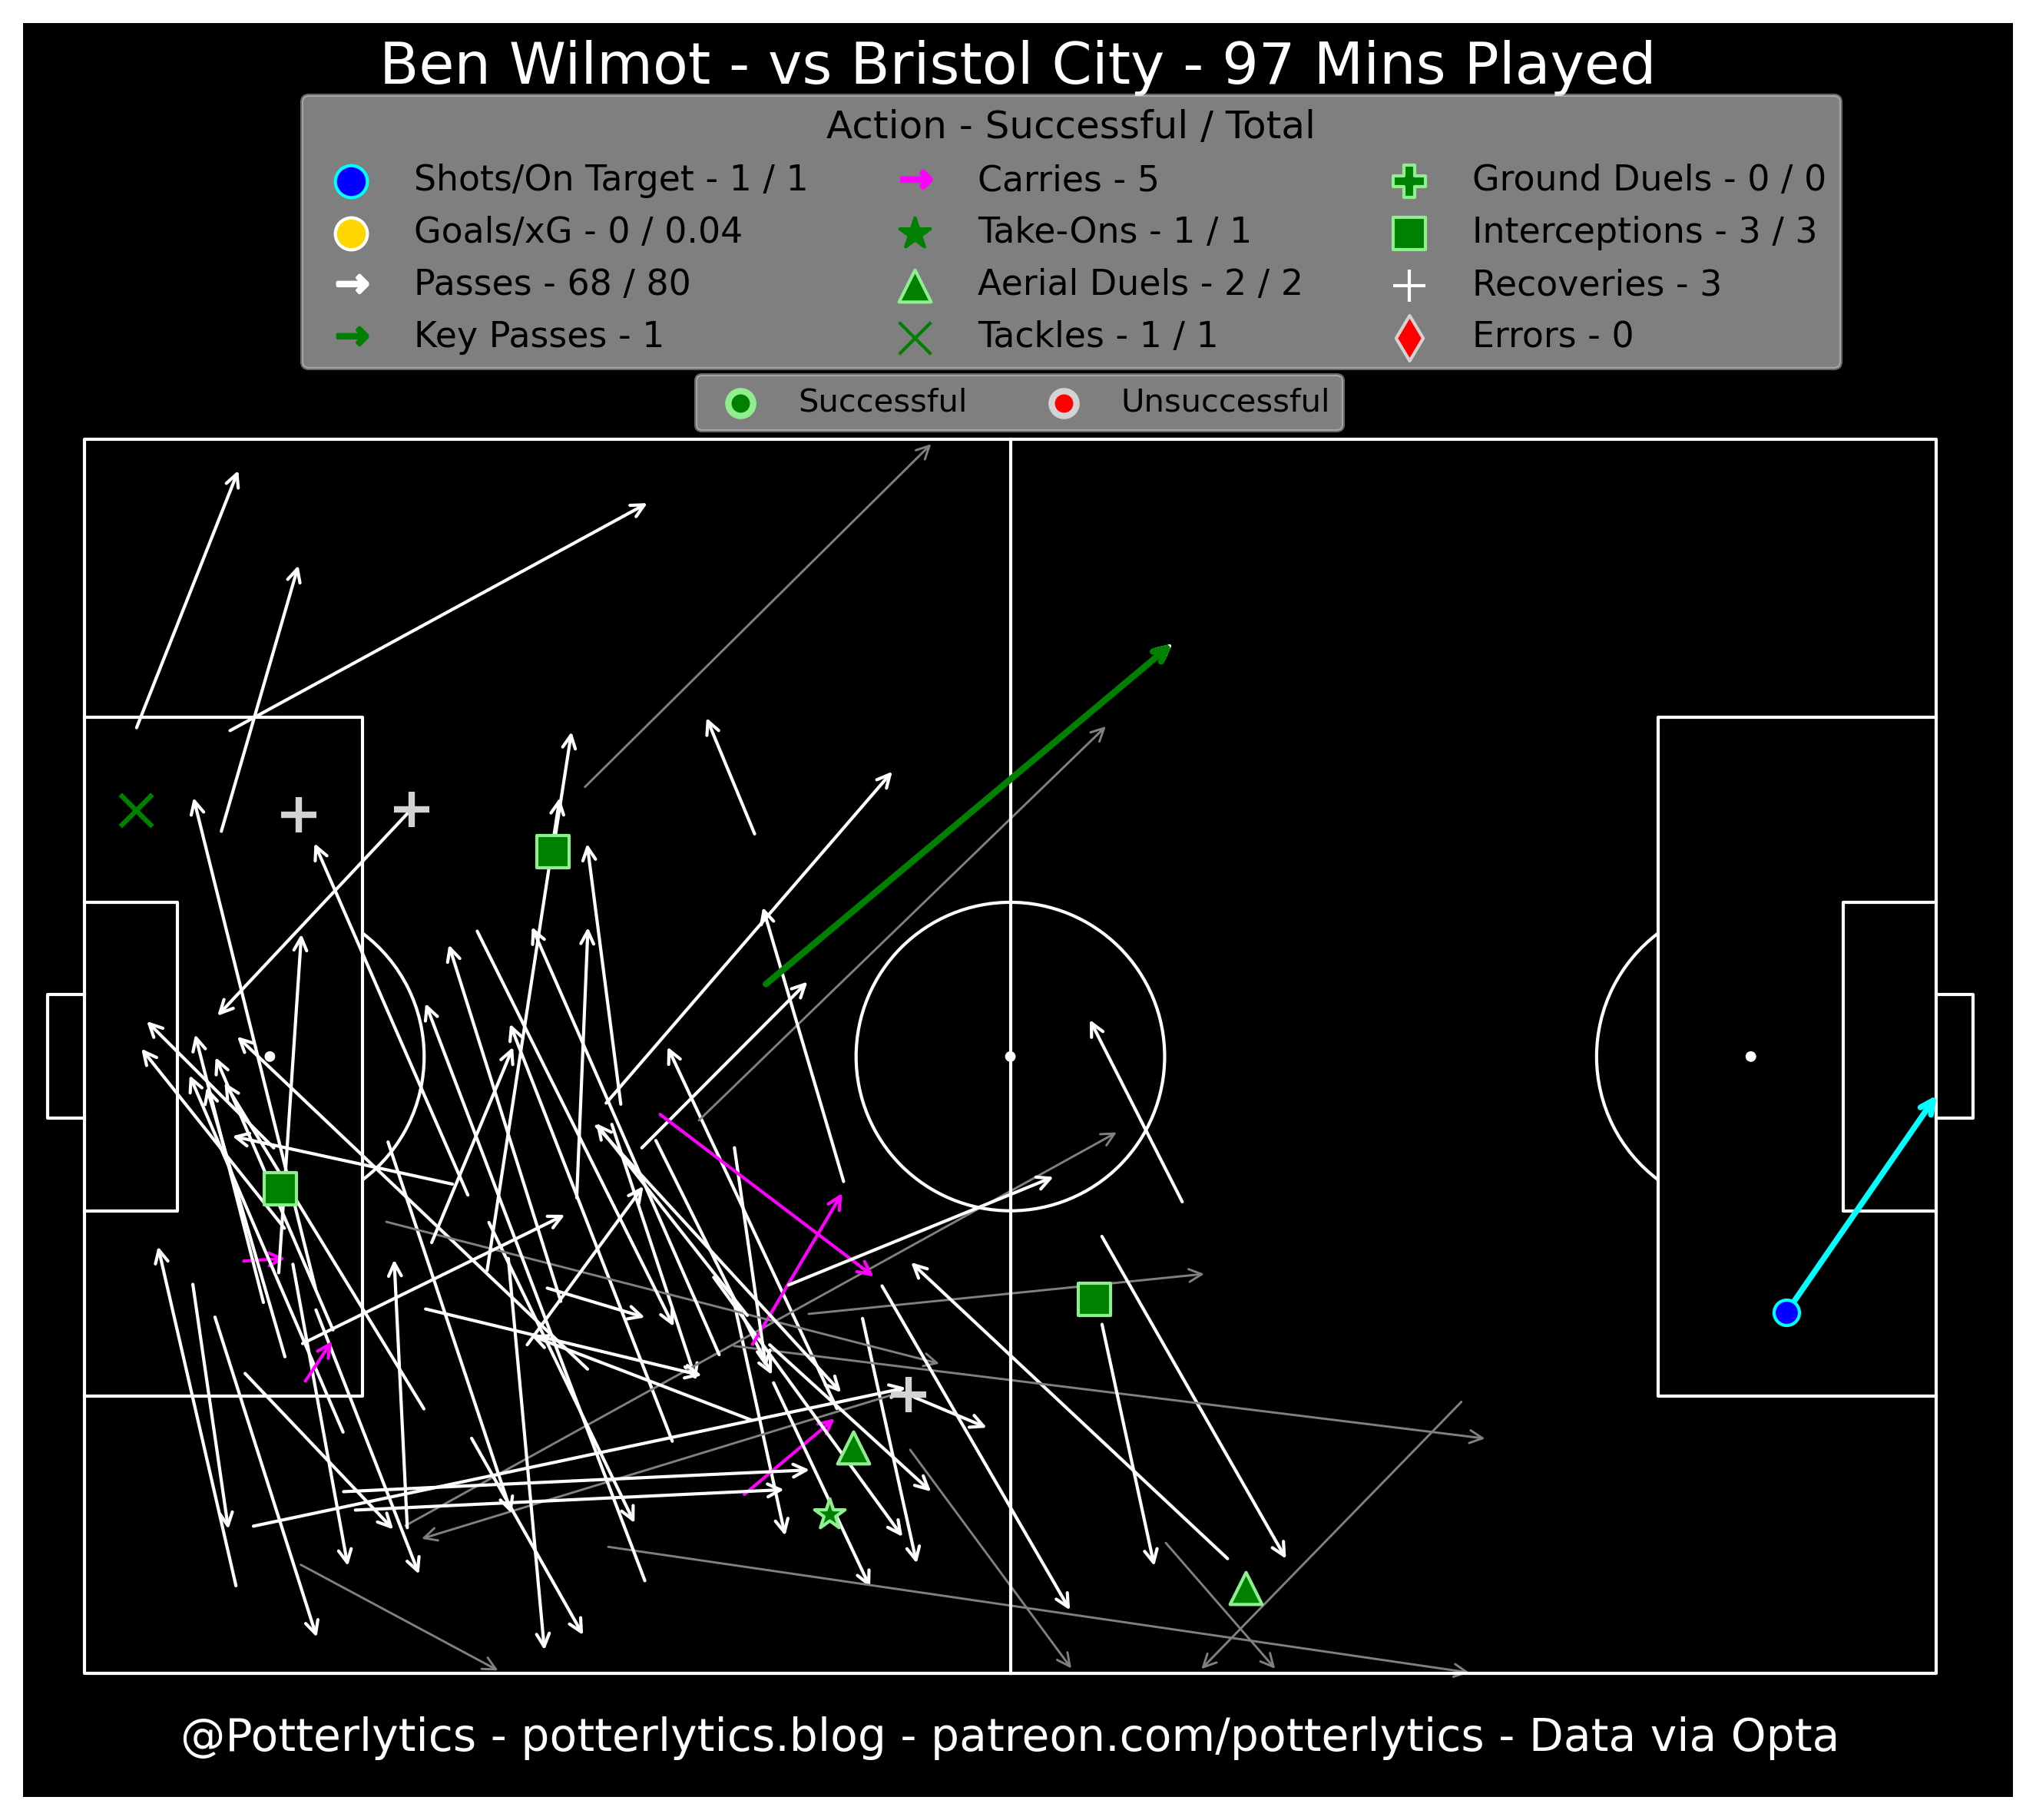 Ben Wilmot - vs Bristol City - 97 Mins Played
Action - Successful / Total
Shots/On Target - 1 / 1
Goals/xG - 0 / 0.04
Passes - 68 / 80
Key Passes - 1
Carries - 5
Take-Ons - 1 / 1
Aerial Duels - 2 / 2
Tackles - 1 / 1
Ground Duels - 0 / 0
Interceptions - 3 / 3
Recoveries - 3
Errors - 0
Successful
Unsuccessful
@Potterlytics - potterlytics.blog - patreon.com/potterlytics - Data via Opta